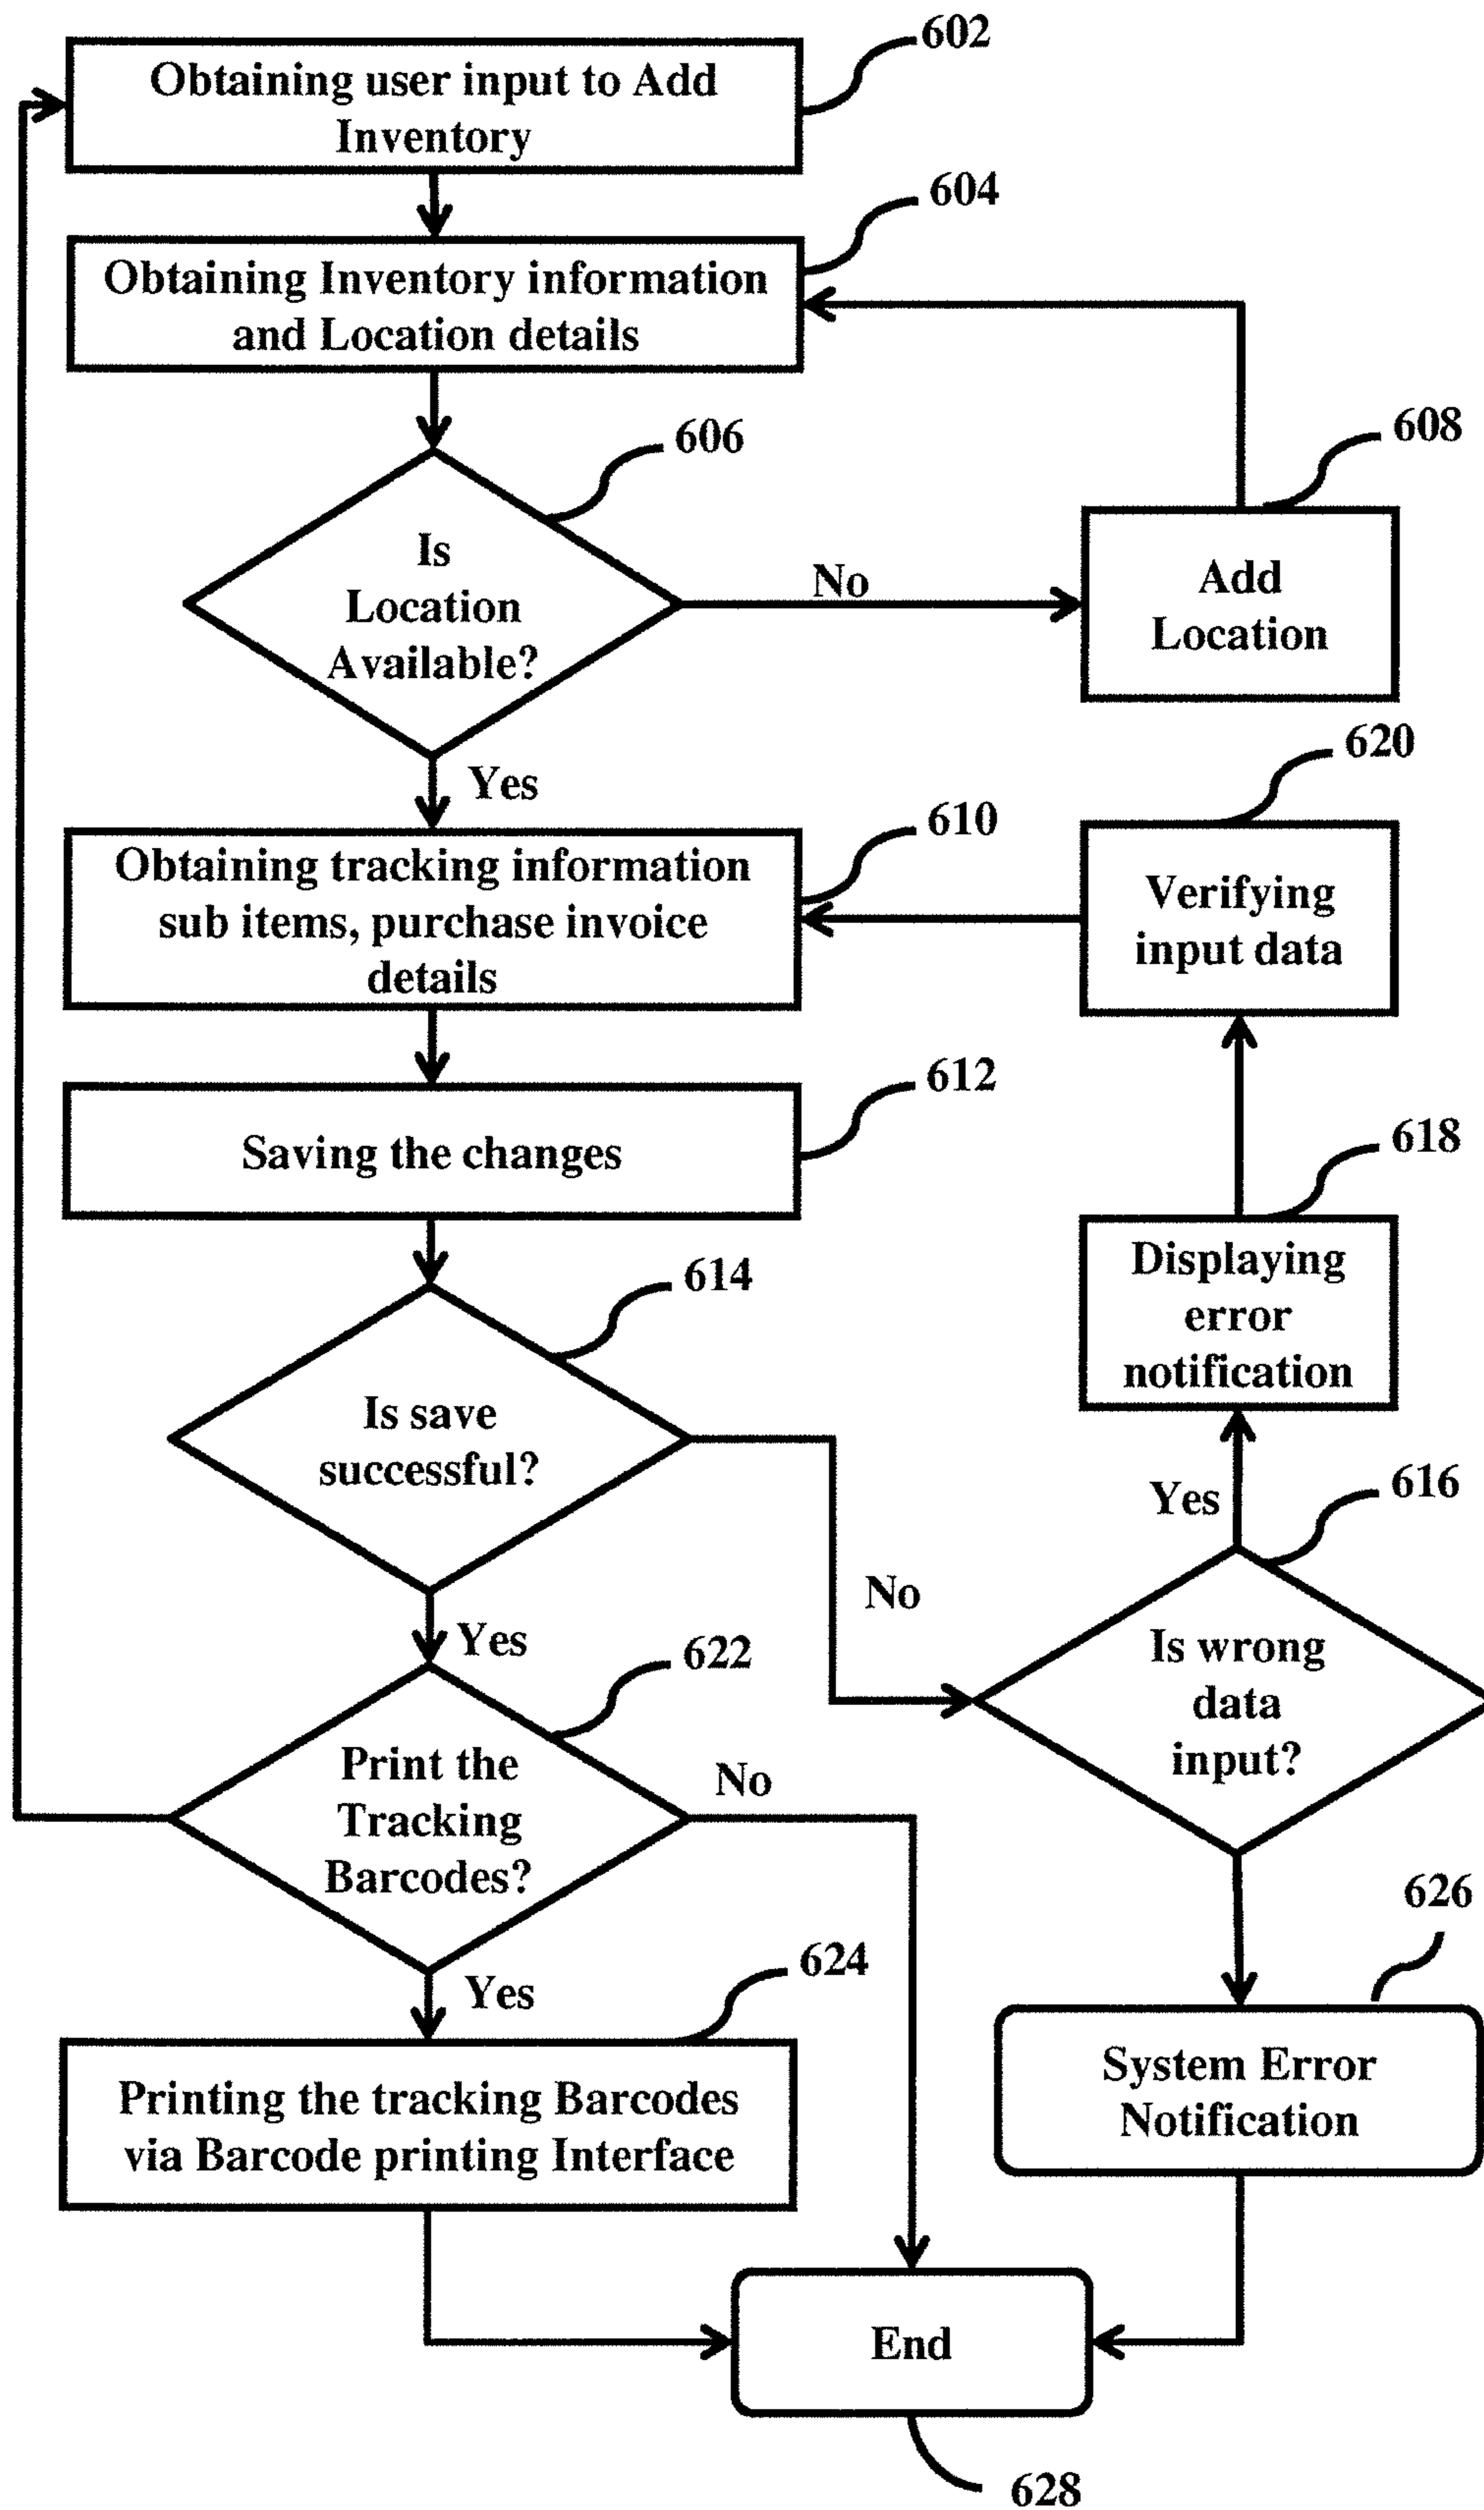 602
Obtaining user input to Add
Inventory
604
Obtaining Inventory information
and Location details
606
608
Is
Location
Available?
No
Add
Location
Yes
620
610
Obtaining tracking information
sub items, purchase invoice
details
Verifying
input data
612
Saving the changes
618
Displaying
error
notification
614
Is save
successful?
Yes
616
No
Yes
622
Is wrong
data
input?
Print the
Tracking
Barcodes?
No
626
Yes
624
Printing the tracking Barcodes
via Barcode printing Interface
System Error
Notification
End
628